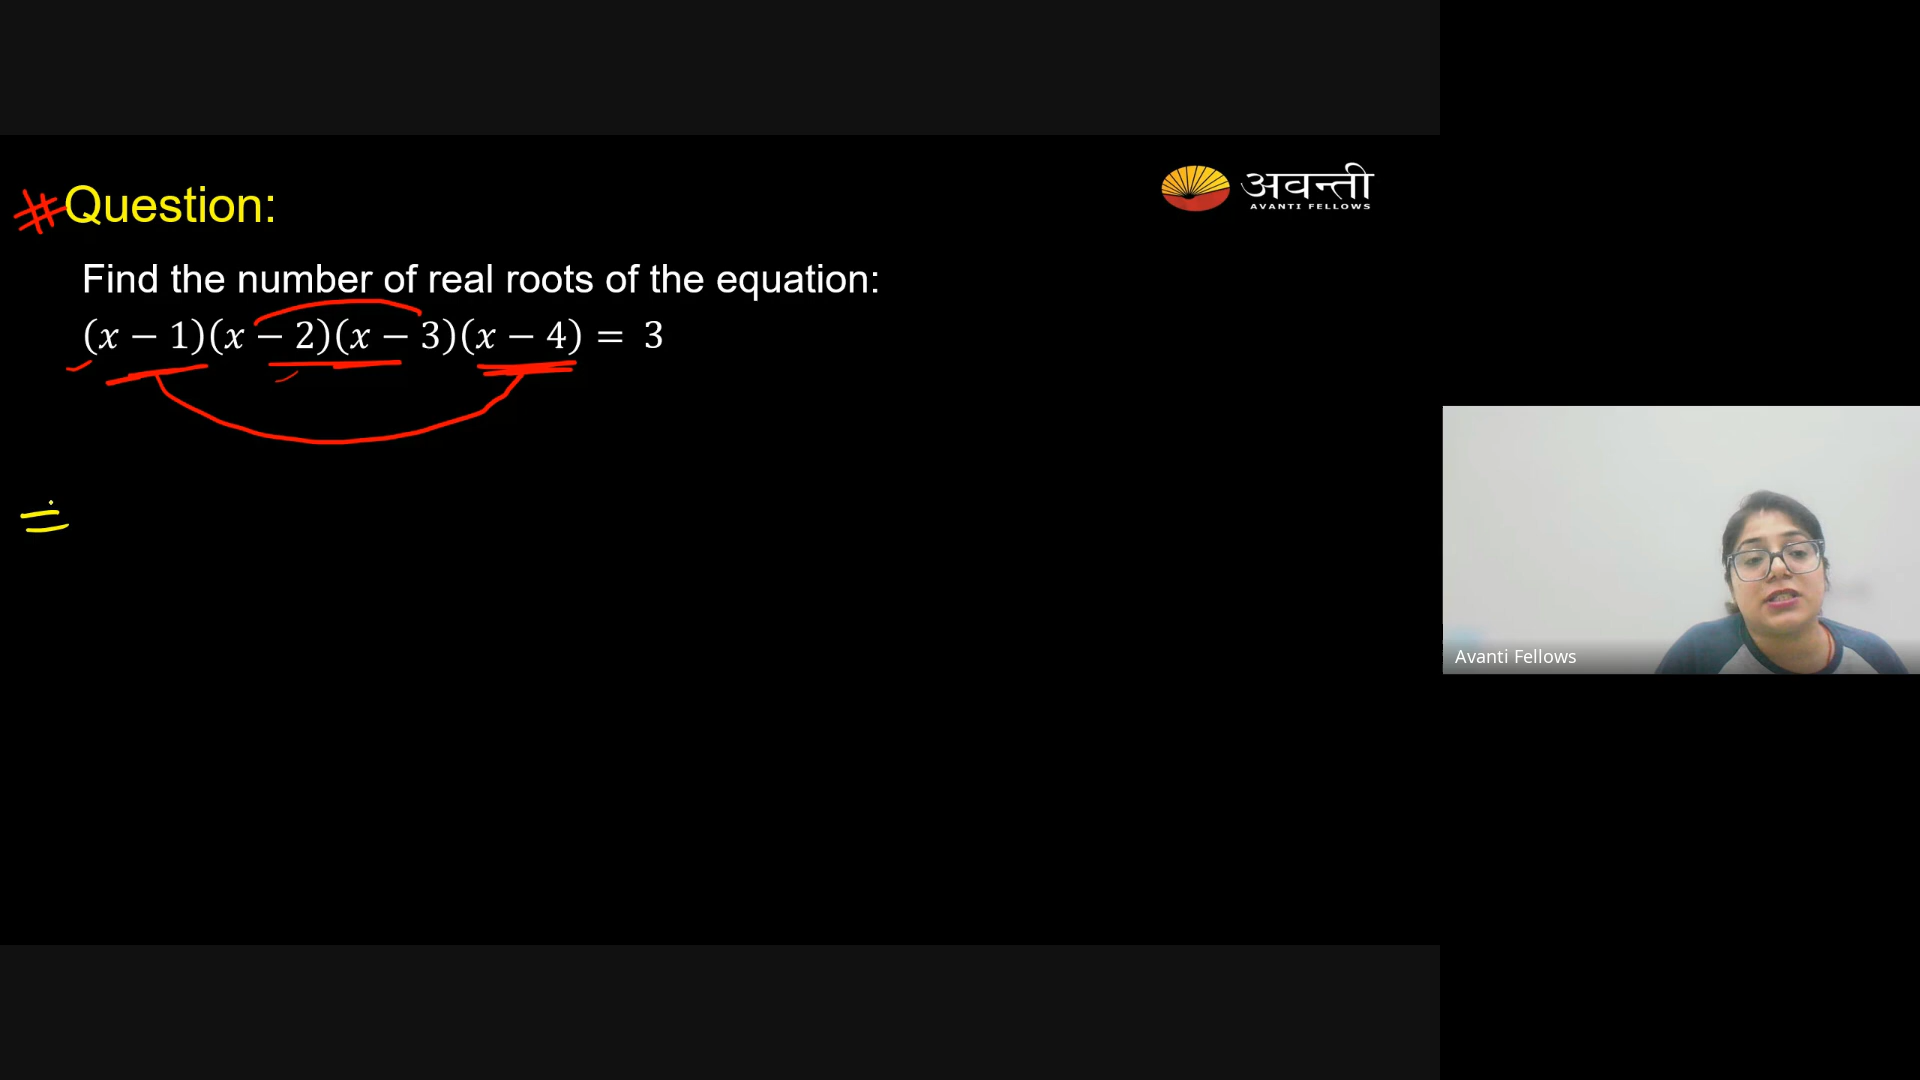 # Question:
अवन्ती
AVANTI FELLOWS
Find the number of real roots of the equation:
(x − 1)(x − 2)(x − 3)(x − 4) = 3
=
Avanti Fellows